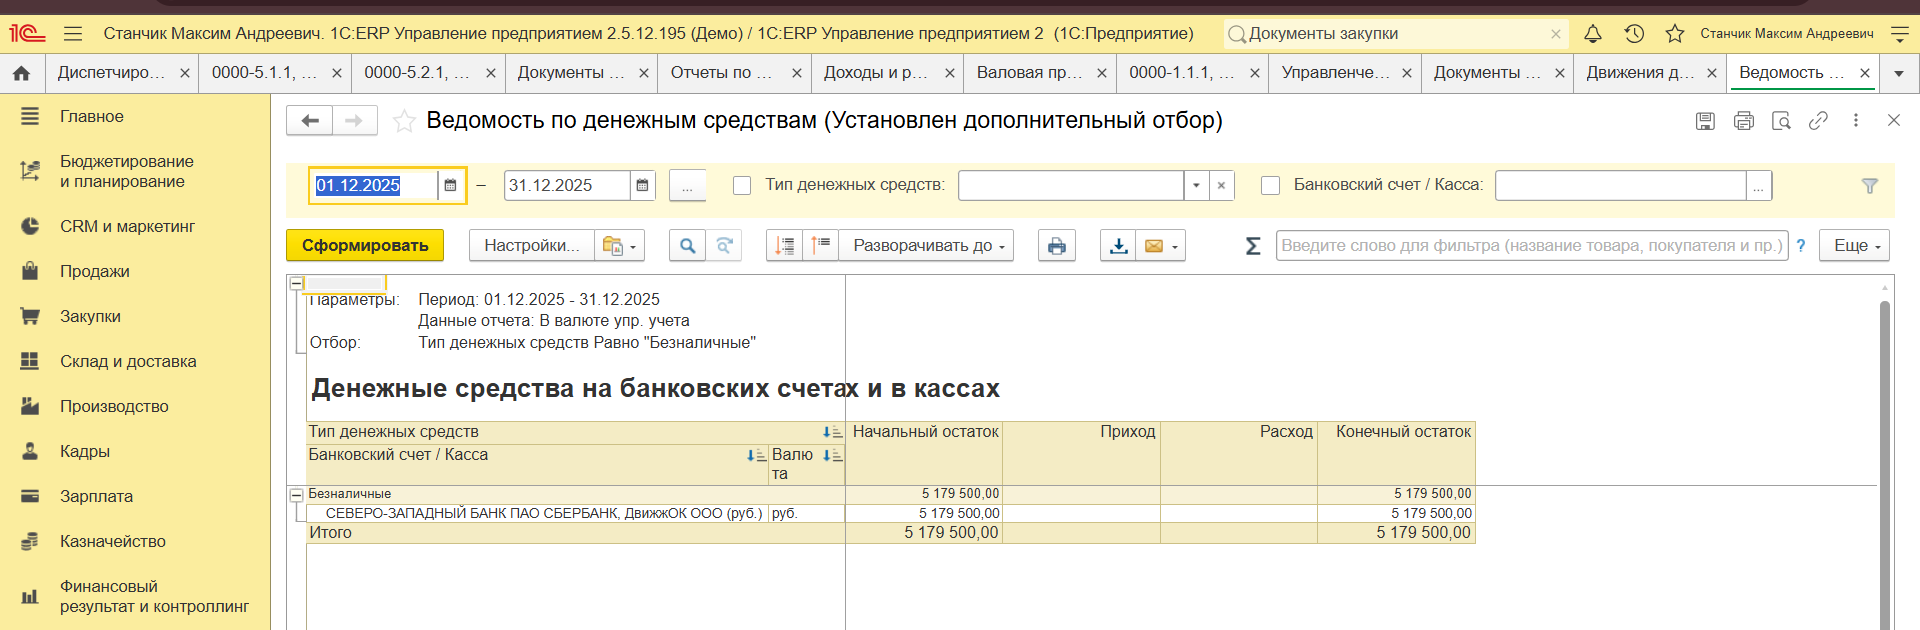 1С Станчик Максим Андреевич. 1С:ERP Управление предприятием 2.5.12.195 (Демо) / 1С:ERP Управление предприятием 2 (1С:Предприятие) Документы закупки Станчик Максим Андреевич
Диспетчиро... 0000-5.1.1, ... 0000-5.2.1, ... Документы ... Отчеты по ... Доходы и р... Валовая пр... 0000-1.1.1, ... Управленче... Документы ... Движения д... Ведомость ...
Главное
Бюджетирование
и планирование
CRM и маркетинг
Продажи
Закупки
Склад и доставка
Производство
Кадры
Зарплата
Казначейство
Финансовый
результат и контроллинг
Ведомость по денежным средствам (Установлен дополнительный отбор)
01.12.2025 – 31.12.2025 ... Тип денежных средств: Банковский счет / Касса: ...
Сформировать Настройки... Разворачивать до Σ Введите слово для фильтра (название товара, покупателя и пр.) ? Еще
Параметры: Период: 01.12.2025 - 31.12.2025
Данные отчета: В валюте упр. учета
Отбор: Тип денежных средств Равно "Безналичные"
Денежные средства на банковских счетах и в кассах
Тип денежных средств Начальный остаток Приход Расход Конечный остаток
Банковский счет / Касса Валю
та
Безналичные 5 179 500,00 5 179 500,00
СЕВЕРО-ЗАПАДНЫЙ БАНК ПАО СБЕРБАНК, ДвижжОК ООО (руб.) руб. 5 179 500,00 5 179 500,00
Итого 5 179 500,00 5 179 500,00